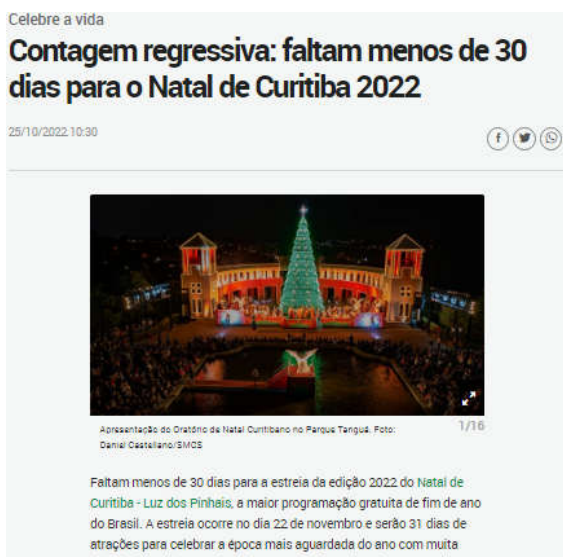 Celebre a vida
Contagem regressiva: faltam menos de 30
dias para o Natal de Curitiba 2022
25/10/2022 10:30
1/16
Apresentação do Oratório de Natal Curitibano no Parque Tanguá. Foto:
Daniel Castellano/SMCS
Faltam menos de 30 dias para a estreia da edição 2022 do Natal de
Curitiba - Luz dos Pinhais, a maior programação gratuita de fim de ano
do Brasil. A estreia ocorre no dia 22 de novembro e serão 31 dias de
atrações para celebrar a época mais aguardada do ano com muita